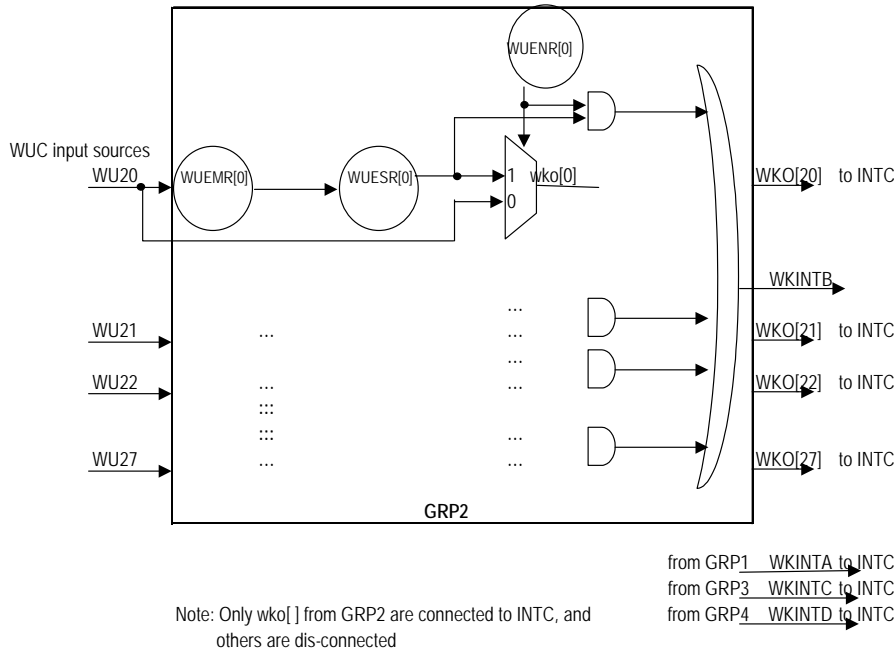 WUENR[0]
WUC input sources
WU20
WUEMR[0]
WUESR[0]
1
wko[0]
0
WKO[20] to INTC
WKINTB
WU21
...
...
...
WKO[21] to INTC
...
WU22
...
...
WKO[22] to INTC
:::
:::
...
WU27
...
...
WKO[27] to INTC
GRP2
from GRP1 WKINTA to INTC
from GRP3 WKINTC to INTC
from GRP4 WKINTD to INTC
Note: Only wko[ ] from GRP2 are connected to INTC, and
others are dis-connected